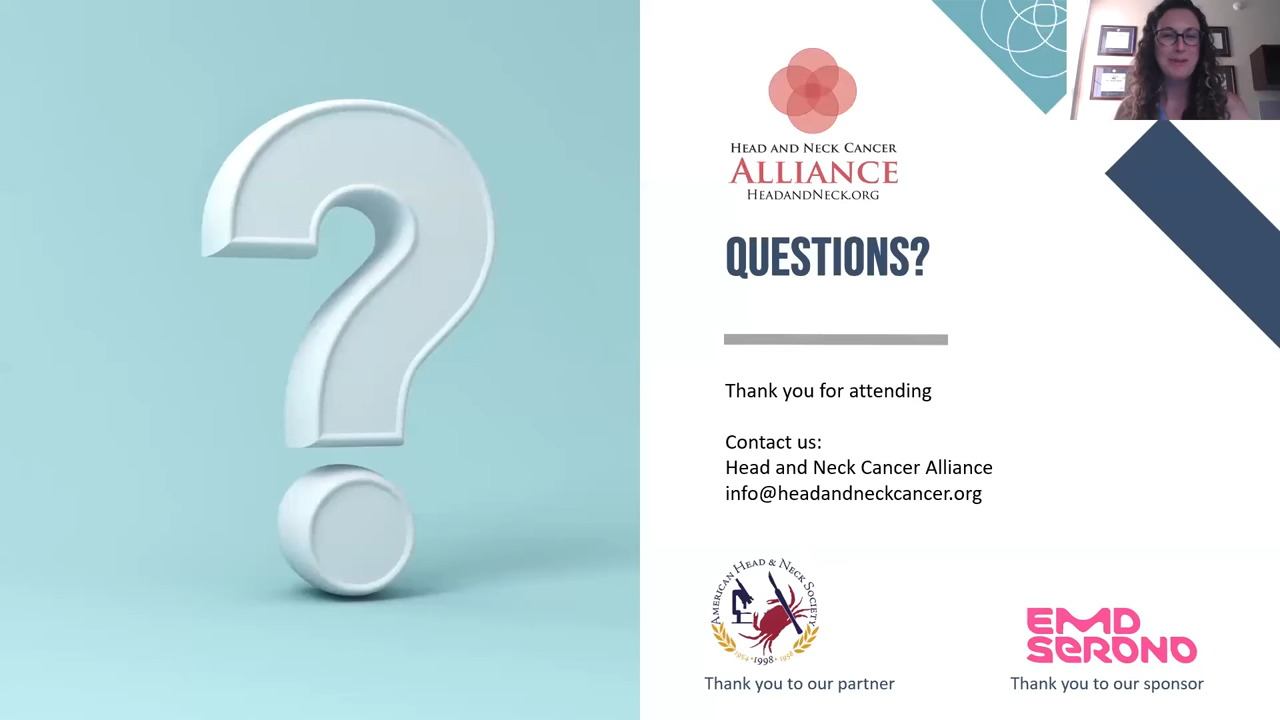 HEAD AND NECK CANCER
ALLIANCE
HEADANDNECK.ORG
QUESTIONS?
Thank you for attending
Contact us:
Head and Neck Cancer Alliance
info@headandneckcancer.org
AMERICAN HEAD & NECK SOCIETY
1954 • 1998 • 1958
EMD
SERONO
Thank you to our partner
Thank you to our sponsor